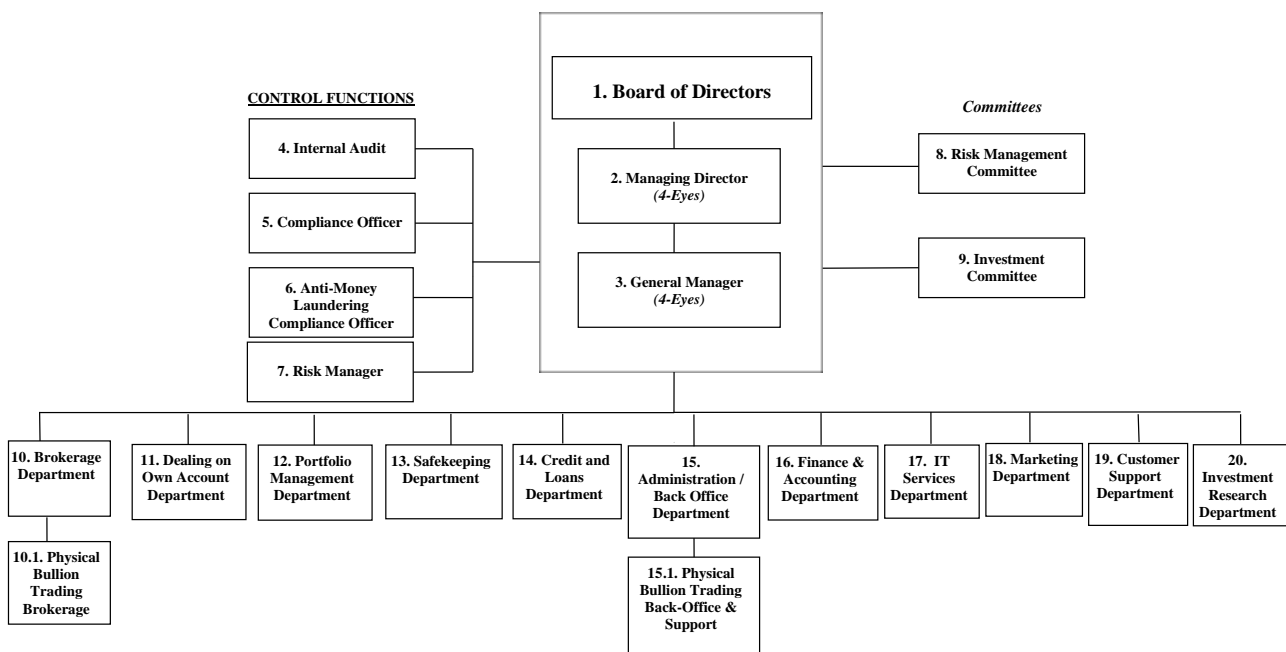 1. Board of Directors
2. Managing Director
(4-Eyes)
3. General Manager
(4-Eyes)
CONTROL FUNCTIONS
4. Internal Audit
5. Compliance Officer
6. Anti-Money
Laundering
Compliance Officer
7. Risk Manager
Committees
8. Risk Management
Committee
9. Investment
Committee
10. Brokerage
Department
10.1. Physical
Bullion
Trading
Brokerage
11. Dealing on
Own Account
Department
12. Portfolio
Management
Department
13. Safekeeping
Department
14. Credit and
Loans
Department
15.
Administration /
Back Office
Department
15.1. Physical
Bullion Trading
Back-Office &
Support
16. Finance &
Accounting
Department
17. IT
Services
Department
18. Marketing
Department
19. Customer
Support
Department
20.
Investment
Research
Department